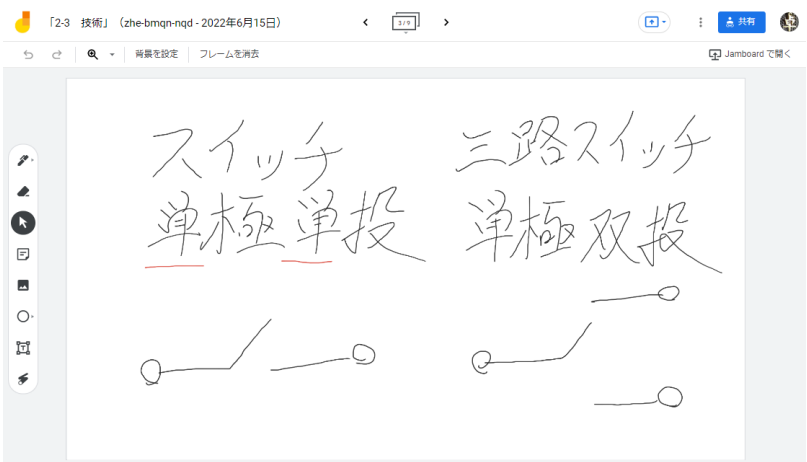 「2-3 技術」（zhe-bmqn-nqd - 2022年6月15日）
3 / 9
共有
背景を設定
フレームを消去
Jamboard で開く
スイッチ
単極単投
三路スイッチ
単極双投